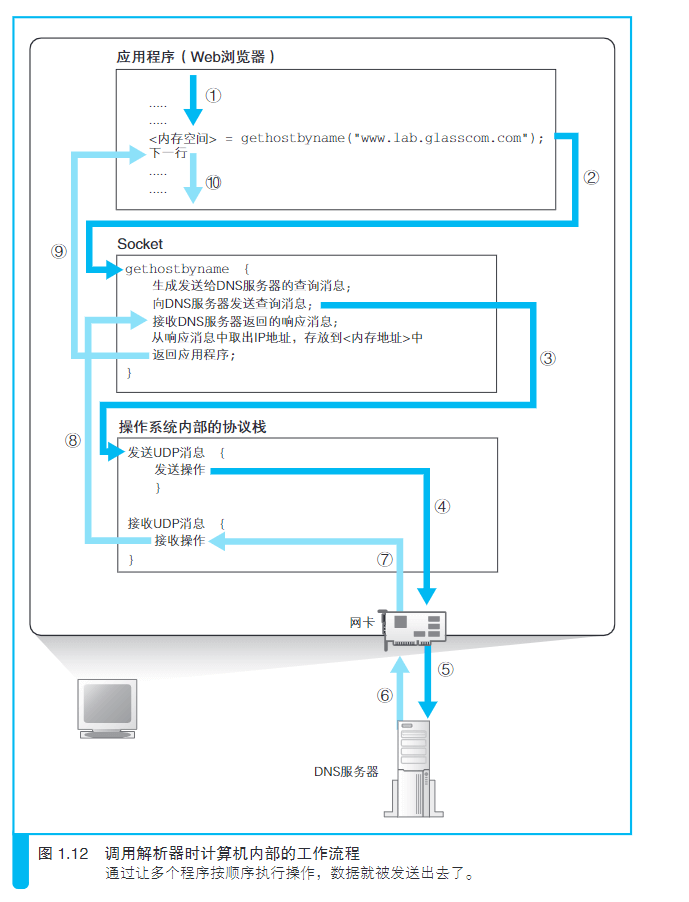 应用程序（Web浏览器）
①
.....
.....
<内存空间> = gethostbyname("www.lab.glasscom.com");
下一行
②
⑩
.....
.....
⑨
Socket
gethostbyname {
生成发送给DNS服务器的查询消息;
向DNS服务器发送查询消息;
接收DNS服务器返回的响应消息;
从响应消息中取出IP地址，存放到<内存地址>中
返回应用程序;
③
}
操作系统内部的协议栈
⑧
发送UDP消息 {
发送操作
}
④
接收UDP消息 {
接收操作
⑦
}
网卡
⑤
⑥
DNS服务器
图 1.12 调用解析器时计算机内部的工作流程
通过让多个程序按顺序执行操作，数据就被发送出去了。